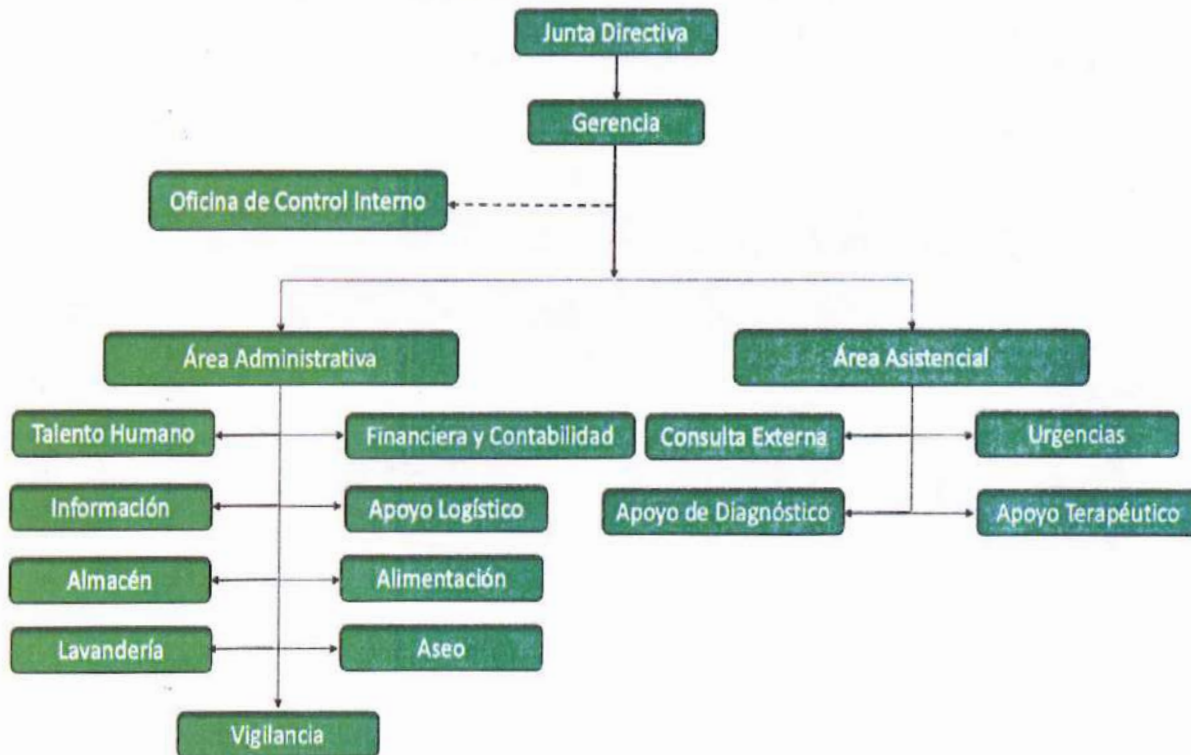 Junta Directiva
Gerencia
Oficina de Control Interno
Área Administrativa
Área Asistencial
Talento Humano
Financiera y Contabilidad
Consulta Externa
Urgencias
Información
Apoyo Logístico
Apoyo de Diagnóstico
Apoyo Terapéutico
Almacén
Alimentación
Lavandería
Aseo
Vigilancia